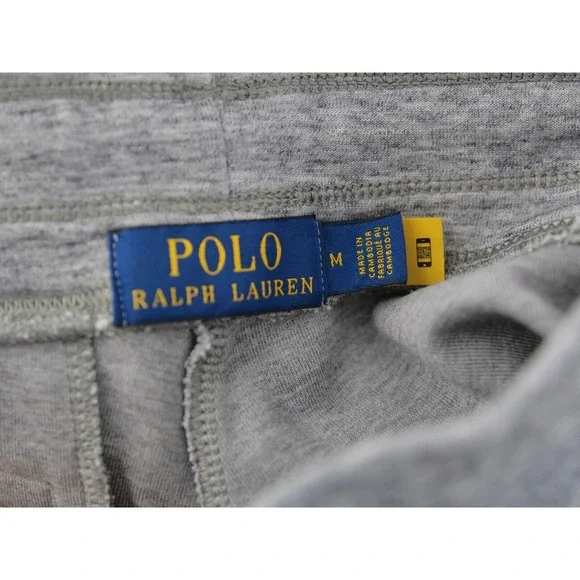 POLO
RALPH LAUREN
M
MADE IN
CAMBODIA
FABRIQUÉ AU
CAMBODGE